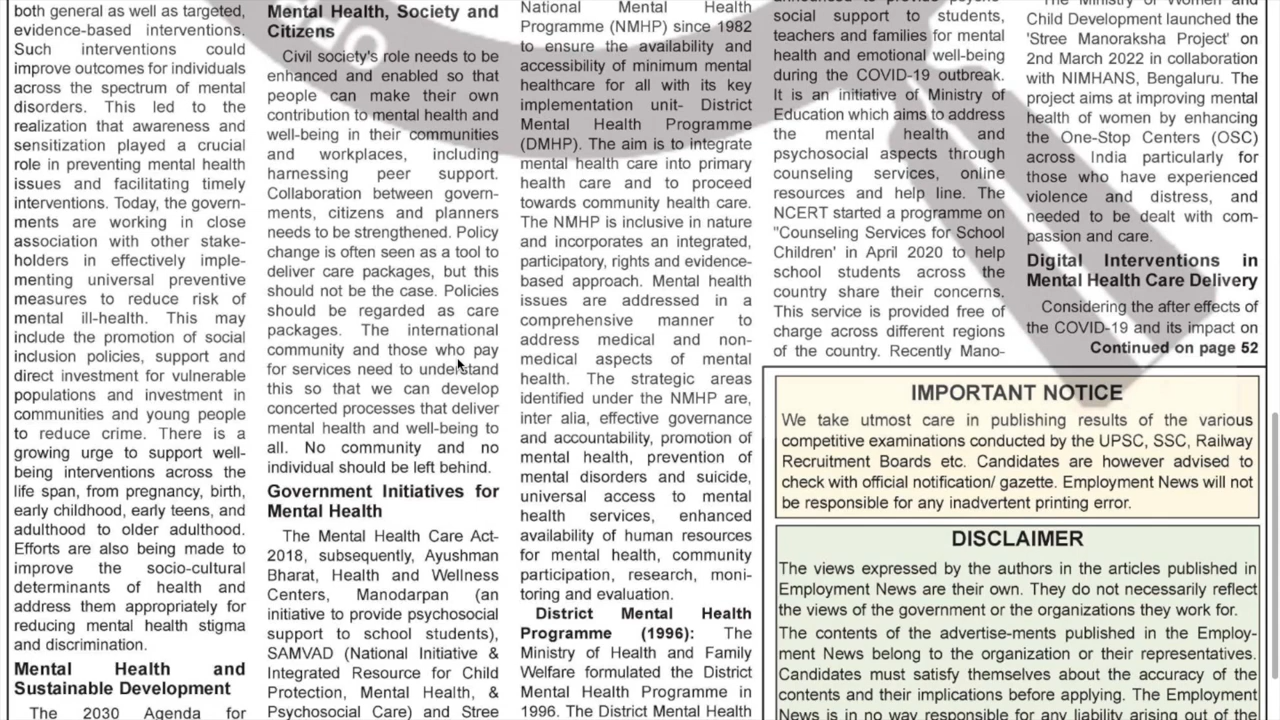 both general as well as targeted,
evidence-based interventions.
Such interventions could
improve outcomes for individuals
across the spectrum of mental
disorders. This led to the
realization that awareness and
sensitization played a crucial
role in preventing mental health
issues and facilitating timely
interventions. Today, the govern-
ments are working in close
association with other stake-
holders in effectively imple-
menting universal preventive
measures to reduce risk of
mental ill-health. This may
include the promotion of social
inclusion policies, support and
direct investment for vulnerable
populations and investment in
communities and young people
to reduce crime. There is a
growing urge to support well-
being interventions across the
life span, from pregnancy, birth,
early childhood, early teens, and
adulthood to older adulthood.
Efforts are also being made to
improve the socio-cultural
determinants of health and
address them appropriately for
reducing mental health stigma
and discrimination.
Mental Health and
Sustainable Development
The 2030 Agenda for
Mental Health, Society and
Citizens
Civil society's role needs to be
enhanced and enabled so that
people can make their own
contribution to mental health and
well-being in their communities
and workplaces, including
harnessing peer support.
Collaboration between govern-
ments, citizens and planners
needs to be strengthened. Policy
change is often seen as a tool to
deliver care packages, but this
should not be the case. Policies
should be regarded as care
packages. The international
community and those who pay
for services need to understand
this so that we can develop
concerted processes that deliver
mental health and well-being to
all. No community and no
individual should be left behind.
Government Initiatives for
Mental Health
The Mental Health Care Act-
2018, subsequently, Ayushman
Bharat, Health and Wellness
Centers, Manodarpan (an
initiative to provide psychosocial
support to school students),
SAMVAD (National Initiative &
Integrated Resource for Child
Protection, Mental Health, &
Psychosocial Care) and Stree
National Mental Health
Programme (NMHP) since 1982
to ensure the availability and
accessibility of minimum mental
healthcare for all with its key
implementation unit- District
Mental Health Programme
(DMHP). The aim is to integrate
mental health care into primary
health care and to proceed
towards community health care.
The NMHP is inclusive in nature
and incorporates an integrated,
participatory, rights and evidence-
based approach. Mental health
issues are addressed in a
comprehensive manner to
address medical and non-
medical aspects of mental
health. The strategic areas
identified under the NMHP are,
inter alia, effective governance
and accountability, promotion of
mental health, prevention of
mental disorders and suicide,
universal access to mental
health services, enhanced
availability of human resources
for mental health, community
participation, research, moni-
toring and evaluation.
District Mental Health
Programme (1996): The
Ministry of Health and Family
Welfare formulated the District
Mental Health Programme in
1996. The District Mental Health
social support to students,
teachers and families for mental
health and emotional well-being
during the COVID-19 outbreak.
It is an initiative of Ministry of
Education which aims to address
the mental health and
psychosocial aspects through
counseling services, online
resources and help line. The
NCERT started a programme on
"Counseling Services for School
Children' in April 2020 to help
school students across the
country share their concerns.
This service is provided free of
charge across different regions
of the country. Recently Mano-
The Ministry of Women and
Child Development launched the
'Stree Manoraksha Project' on
2nd March 2022 in collaboration
with NIMHANS, Bengaluru. The
project aims at improving mental
health of women by enhancing
the One-Stop Centers (OSC)
across India particularly for
those who have experienced
violence and distress, and
needed to be dealt with com-
passion and care.
Digital Interventions in
Mental Health Care Delivery
Considering the after effects of
the COVID-19 and its impact on
Continued on page 52
IMPORTANT NOTICE
We take utmost care in publishing results of the various
competitive examinations conducted by the UPSC, SSC, Railway
Recruitment Boards etc. Candidates are however advised to
check with official notification/ gazette. Employment News will not
be responsible for any inadvertent printing error.
DISCLAIMER
The views expressed by the authors in the articles published in
Employment News are their own. They do not necessarily reflect
the views of the government or the organizations they work for.
The contents of the advertise-ments published in the Employ-
ment News belong to the organization or their representatives.
Candidates must satisfy themselves about the accuracy of the
contents and their implications before applying. The Employment
News is in no way responsible for any liability arising out of the